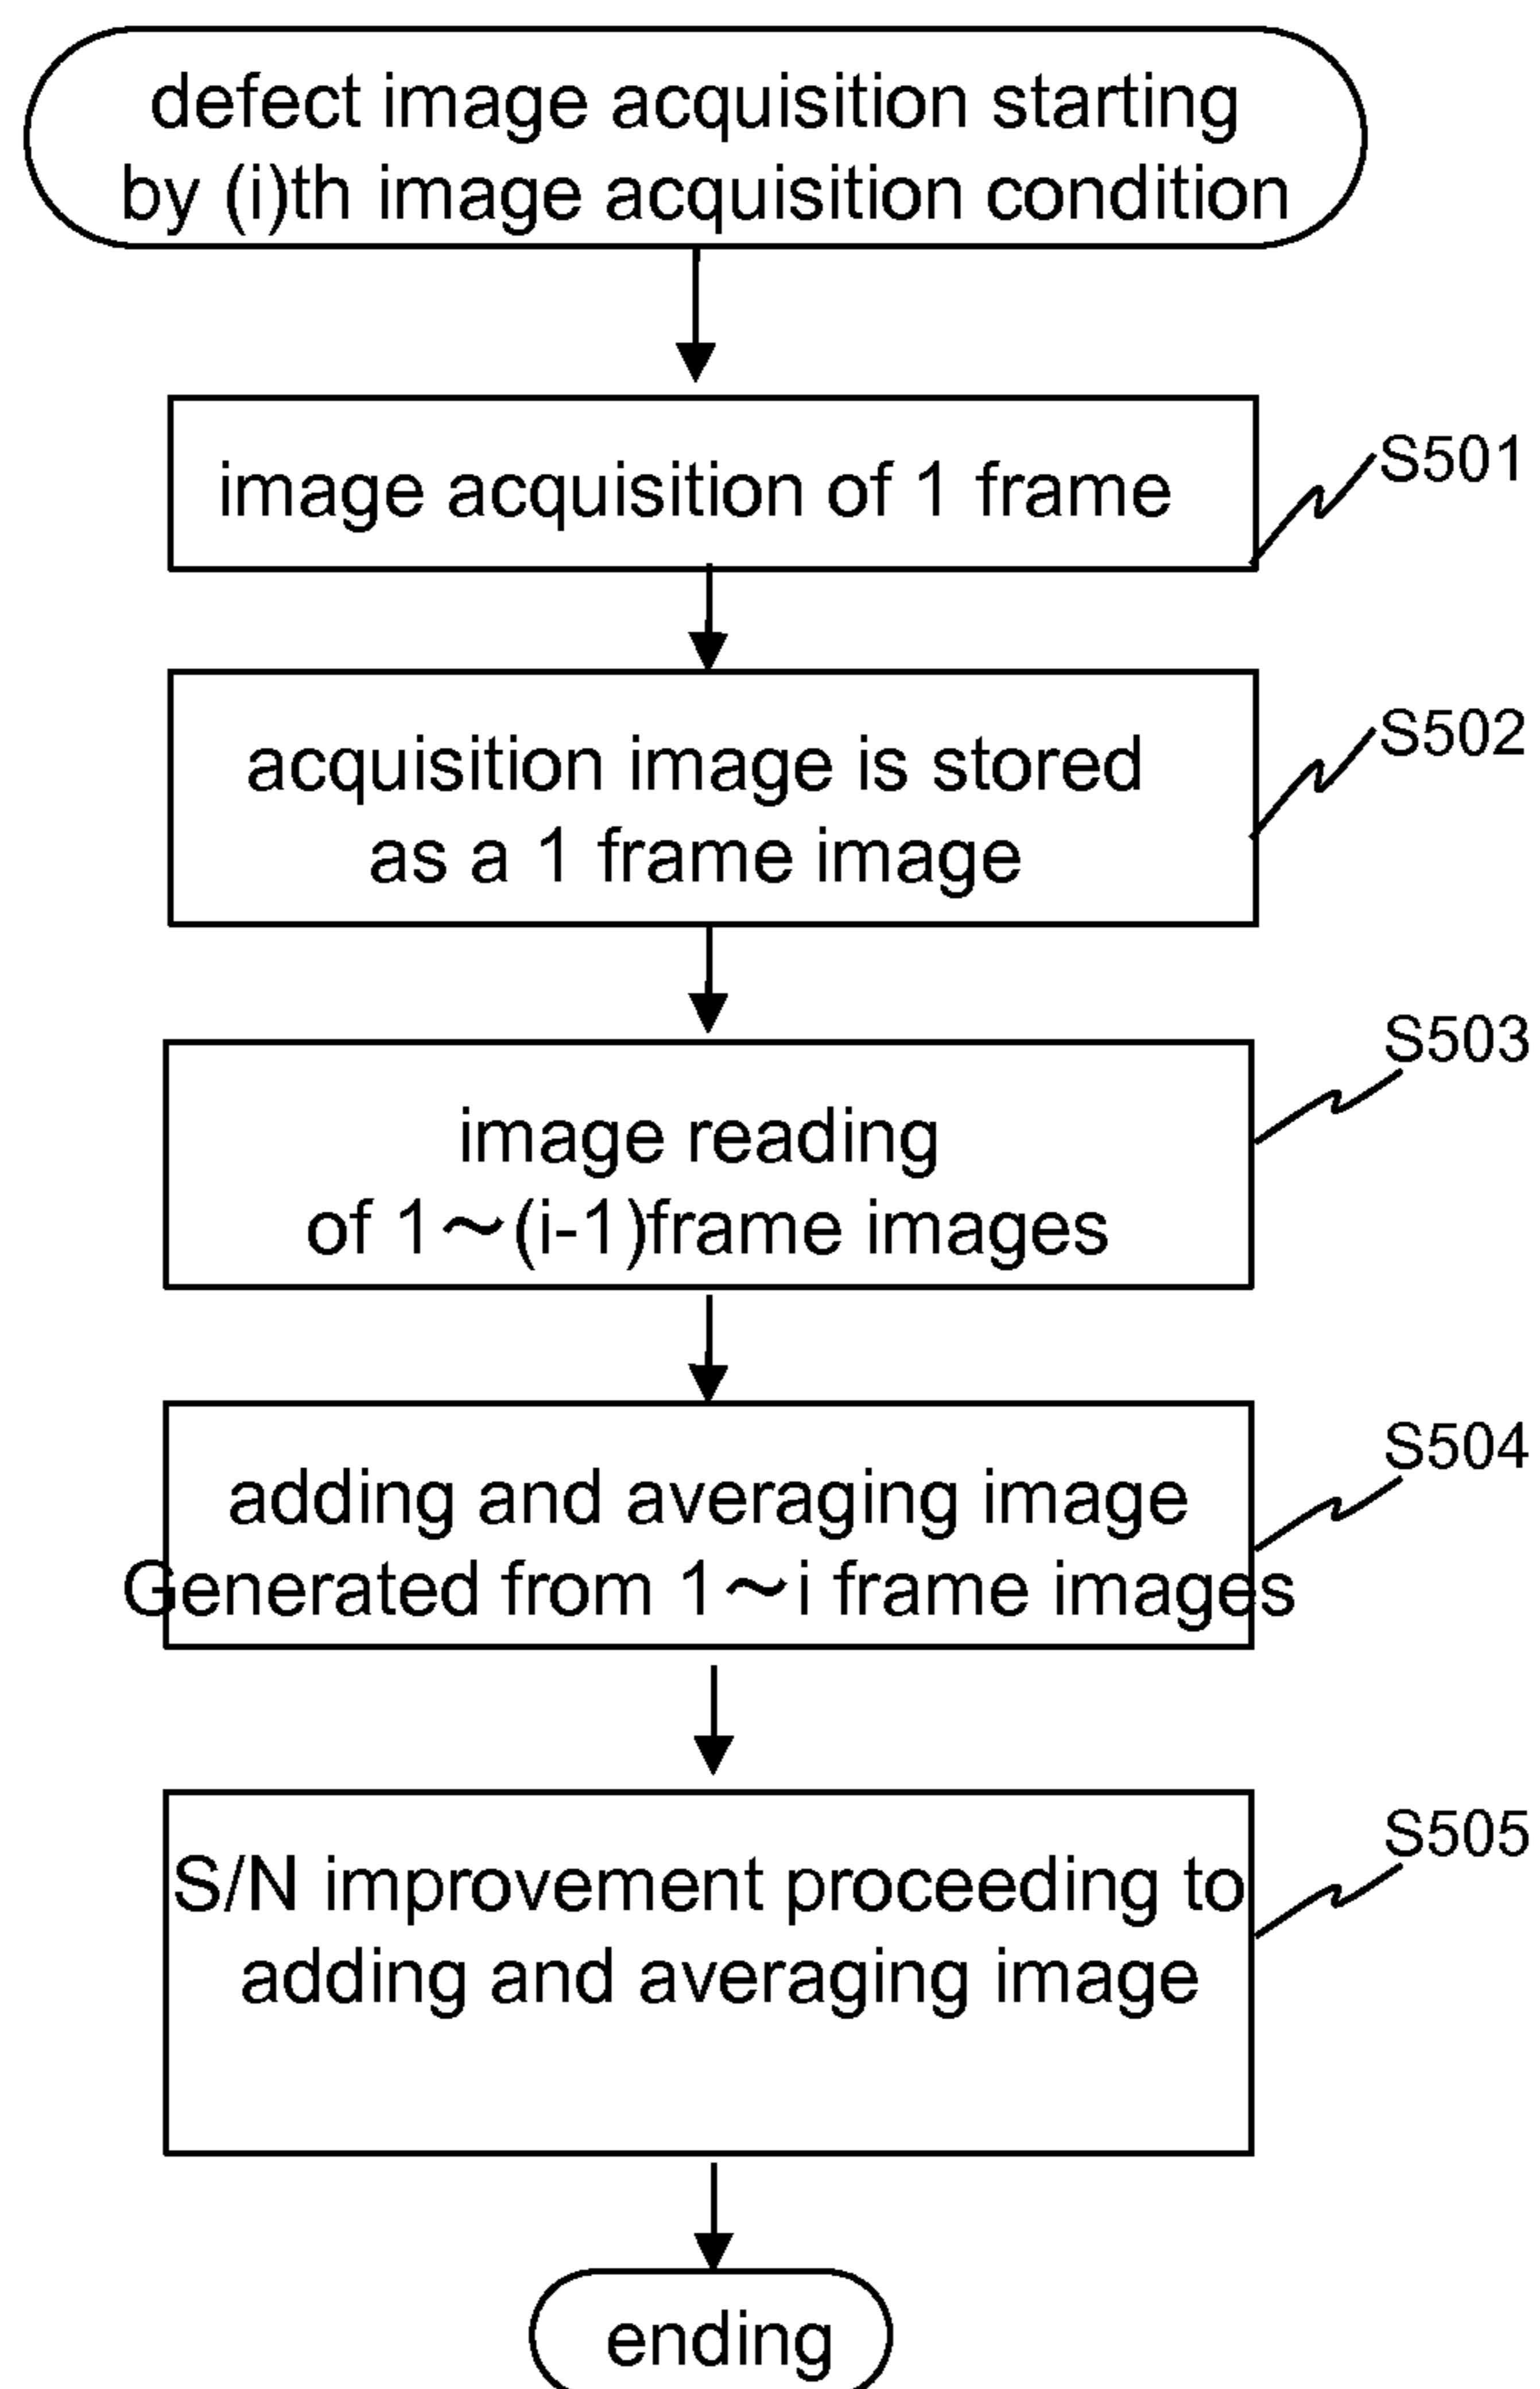 defect image acquisition starting
by (i)th image acquisition condition
image acquisition of 1 frame
S501
acquisition image is stored
as a 1 frame image
S502
image reading
of 1～(i-1)frame images
S503
adding and averaging image
Generated from 1～i frame images
S504
S/N improvement proceeding to
adding and averaging image
S505
ending